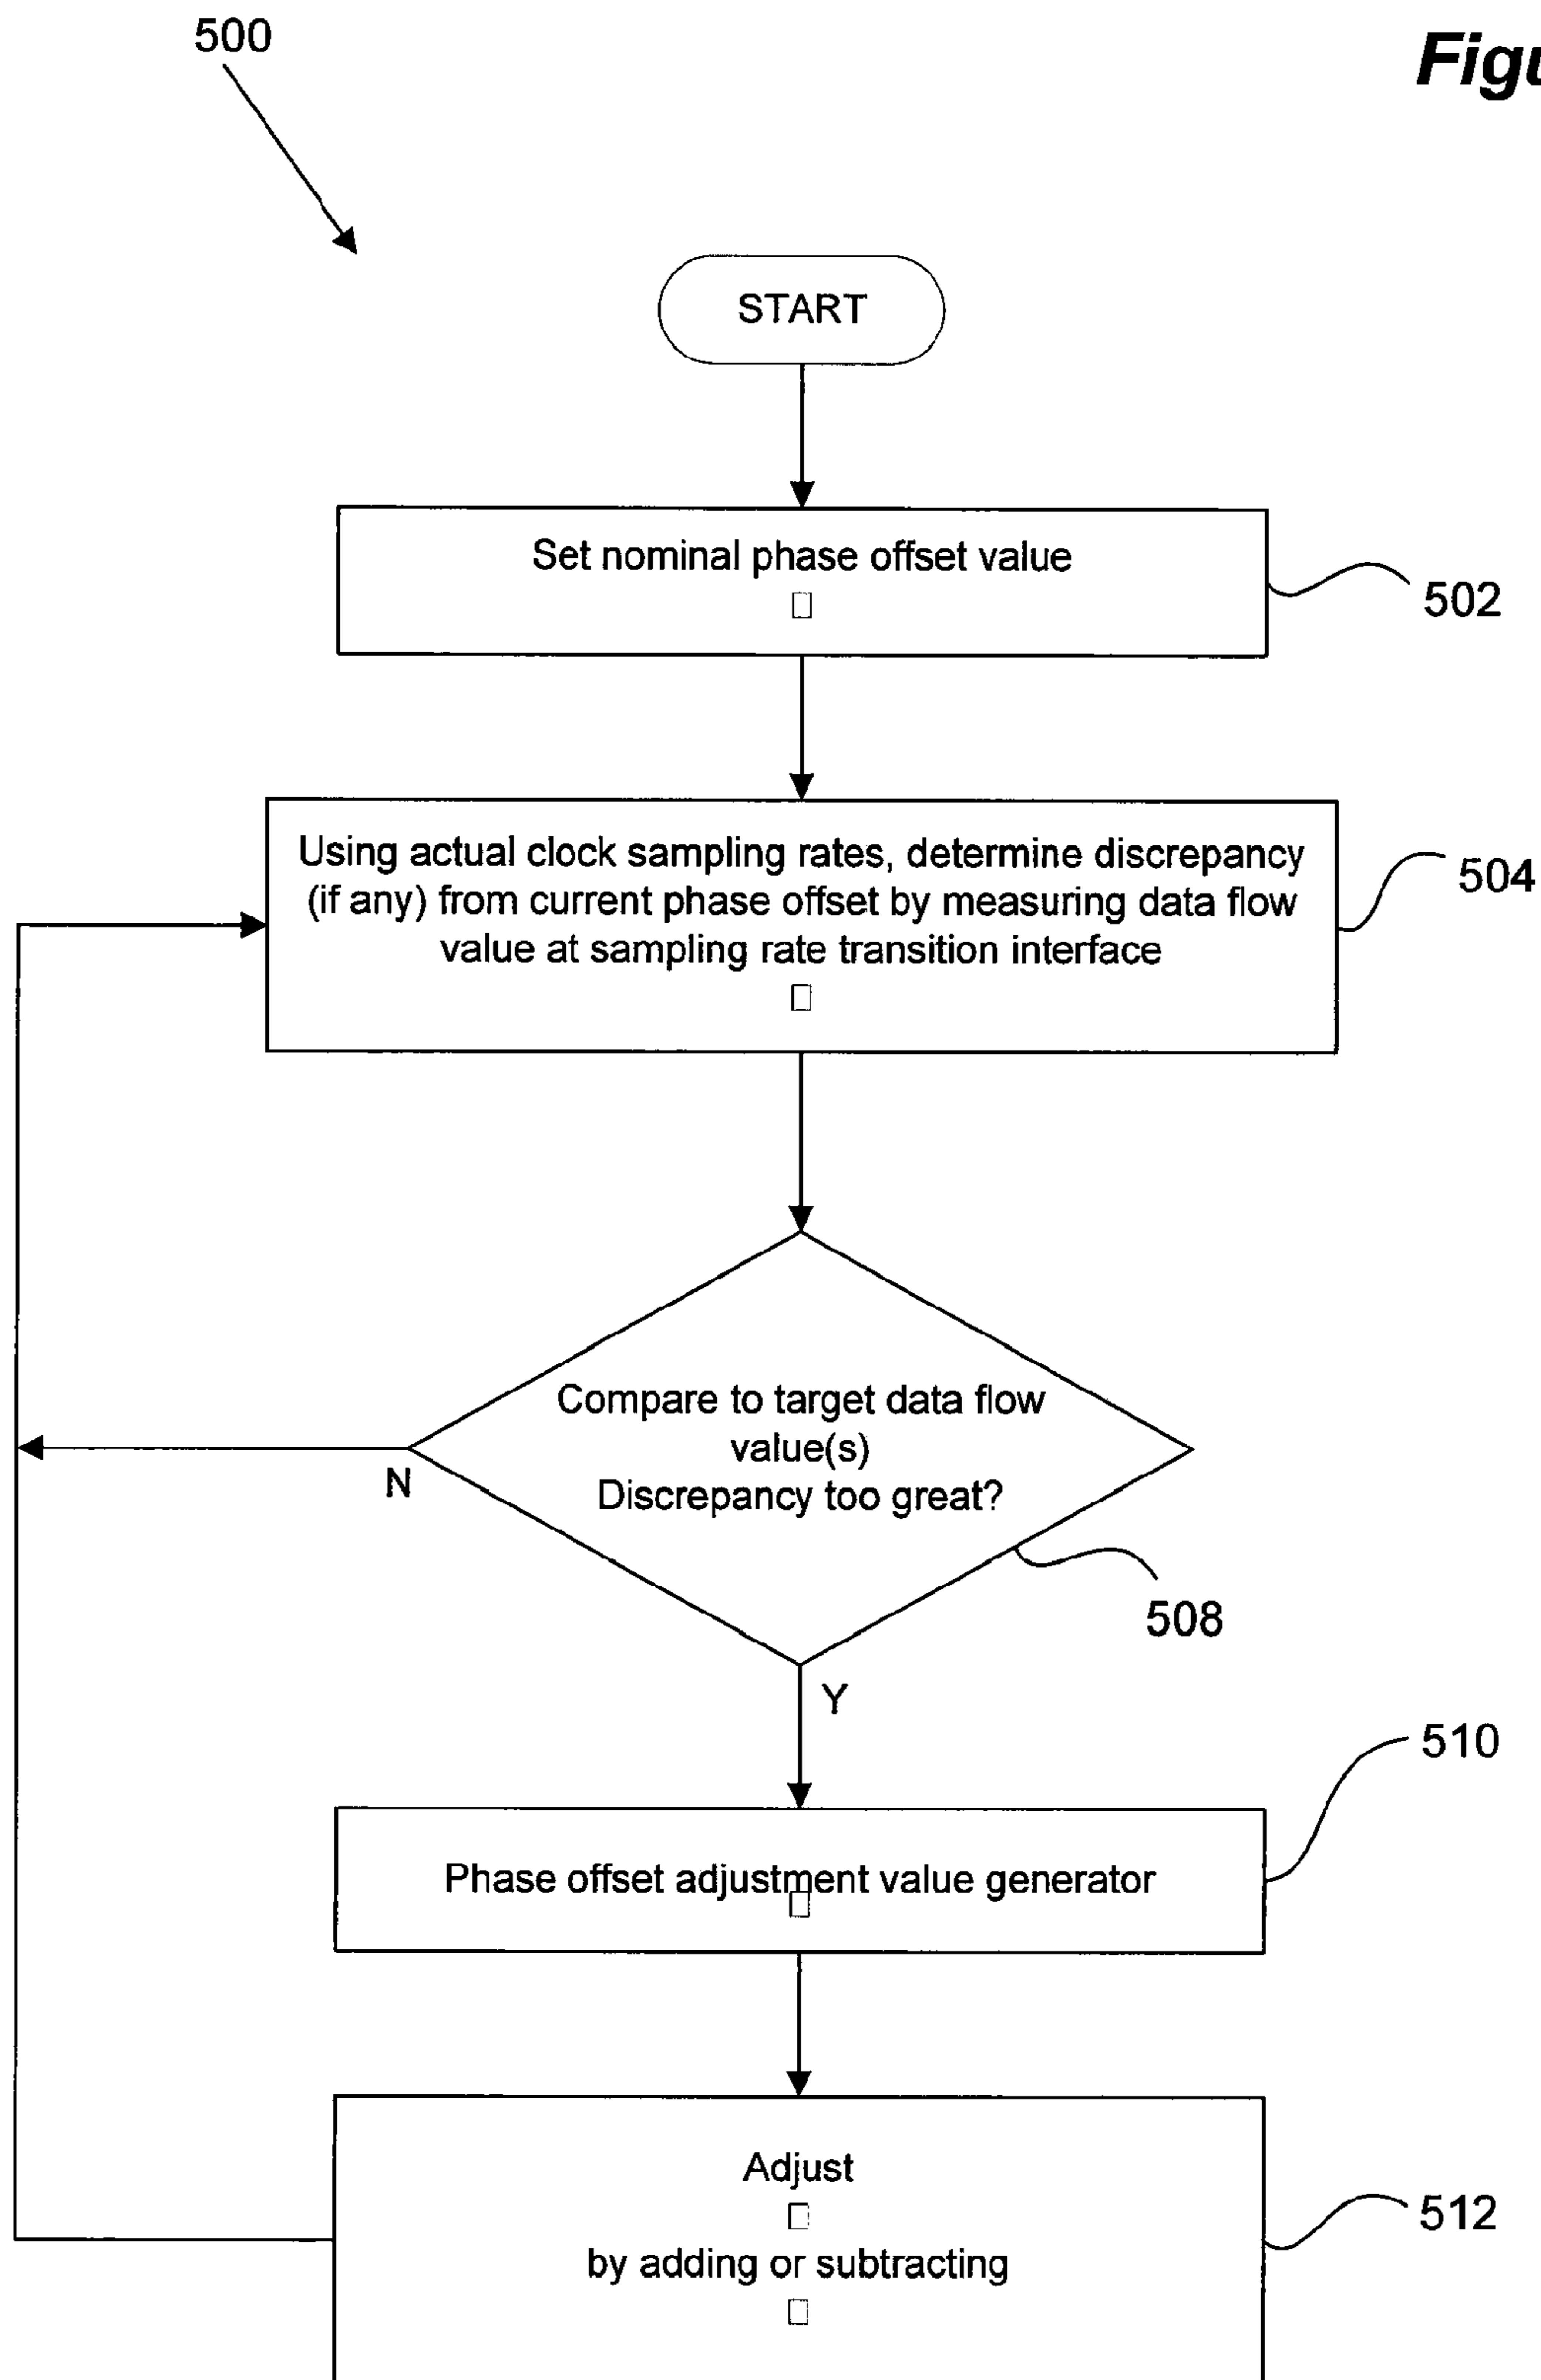 500
Figu
START
Set nominal phase offset value
□
502
Using actual clock sampling rates, determine discrepancy
(if any) from current phase offset by measuring data flow
value at sampling rate transition interface
□
504
Compare to target data flow
value(s)
Discrepancy too great?
N
508
Y
510
Phase offset adjustment value generator
□
Adjust
□
by adding or subtracting
□
512